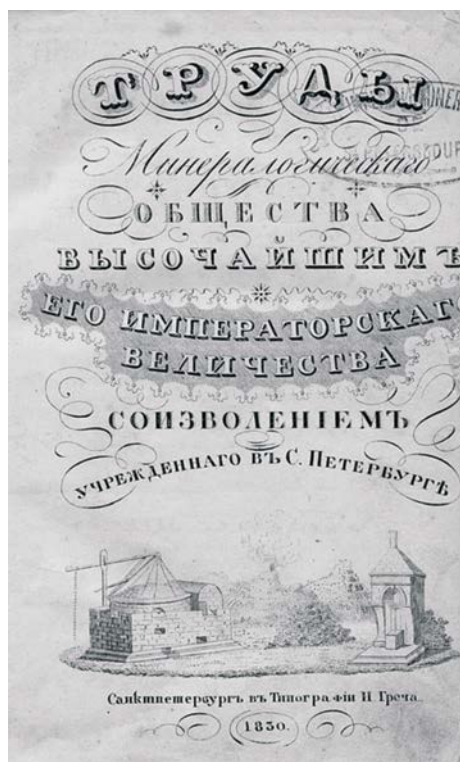 ТРУДЫ
Минералогическаго
ОБЩЕСТВА
ВЫСОЧАЙШИМЪ
ЕГО ИМПЕРАТОРСКАГО
ВЕЛИЧЕСТВА
СОИЗВОЛЕНІЕМЪ
УЧРЕЖДЕННАГО ВЪ С. ПЕТЕРБУРГѢ
Санктпетербургъ въ Типографіи Н Греча.
1830.